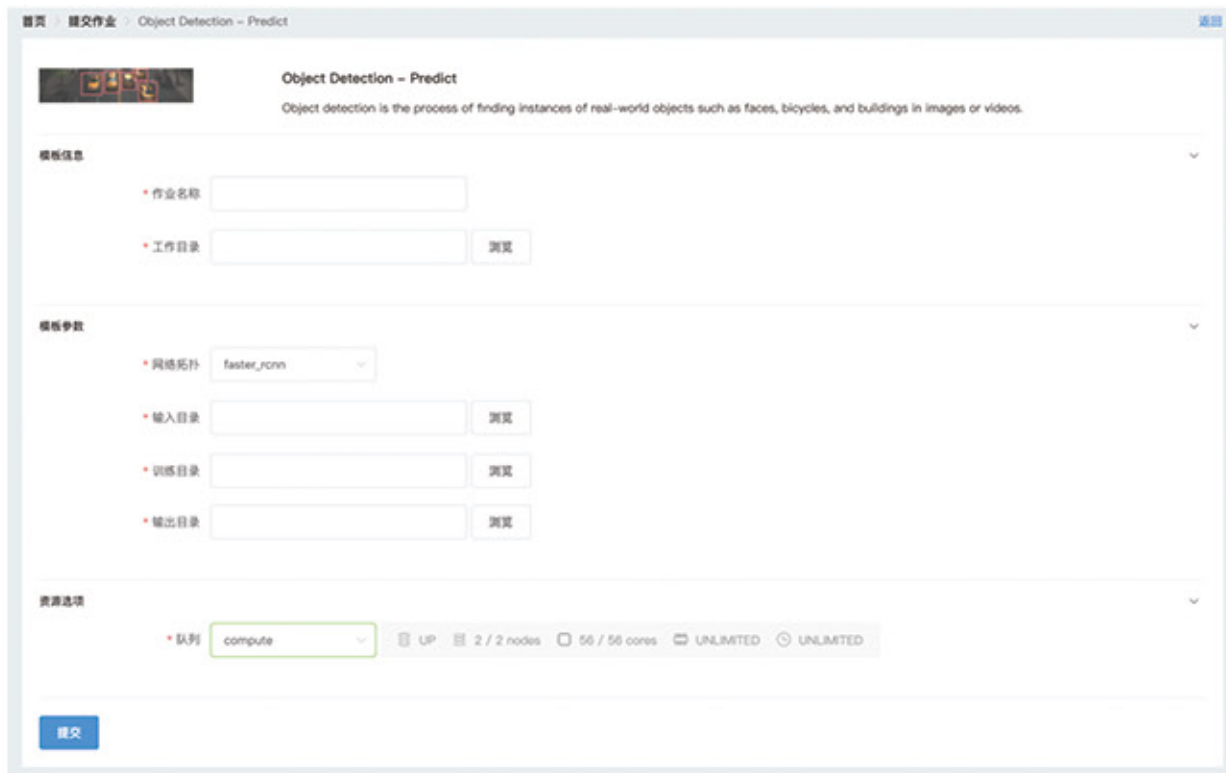 首页 > 提交作业 > Object Detection – Predict 返回
Object Detection – Predict
Object detection is the process of finding instances of real-world objects such as faces, bicycles, and buildings in images or videos.
模板信息
* 作业名称
* 工作目录 浏览
模板参数
* 网络拓扑 faster_rcnn
* 输入目录 浏览
* 训练目录 浏览
* 输出目录 浏览
资源选项
* 队列 compute UP 2 / 2 nodes 56 / 56 cores UNLIMITED UNLIMITED
提交